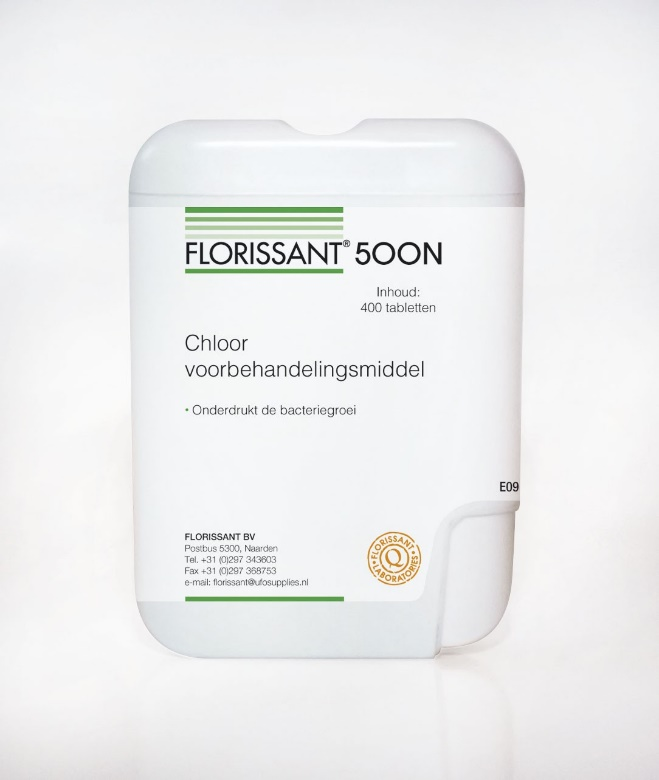 FLORISSANT® 500N
Inhoud:
400 tabletten
Chloor
voorbehandelingsmiddel
• Onderdrukt de bacteriegroei
E09
FLORISSANT BV
Postbus 5300, Naarden
Tel. +31 (0)297 343603
Fax +31 (0)297 368753
e-mail: florissant@ufosupplies.nl
FLORISSANT
Q
LABORATORIES